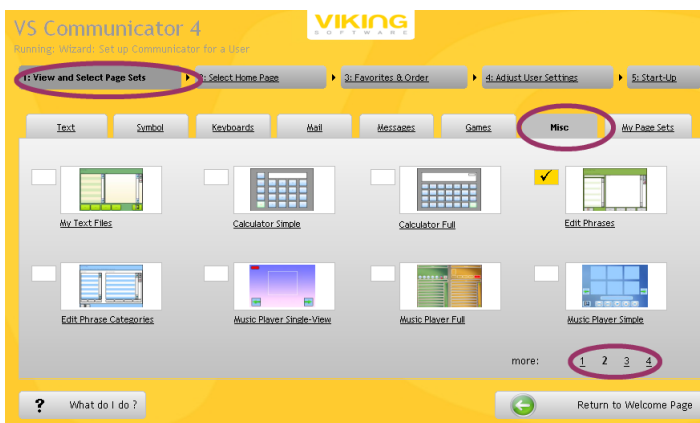 VS Communicator 4
VIKING
SOFTWARE
Running: Wizard: Set up Communicator for a User
1: View and Select Page Sets
2: Select Home Page
3: Favorites & Order
4: Adjust User Settings
5: Start-Up
Text
Symbol
Keyboards
Mail
Messages
Games
Misc
My Page Sets
My Text Files
Calculator Simple
Calculator Full
Edit Phrases
Edit Phrase Categories
Music Player Single-View
Music Player Full
Music Player Simple
more: 1 2 3 4
? What do I do ?
Return to Welcome Page